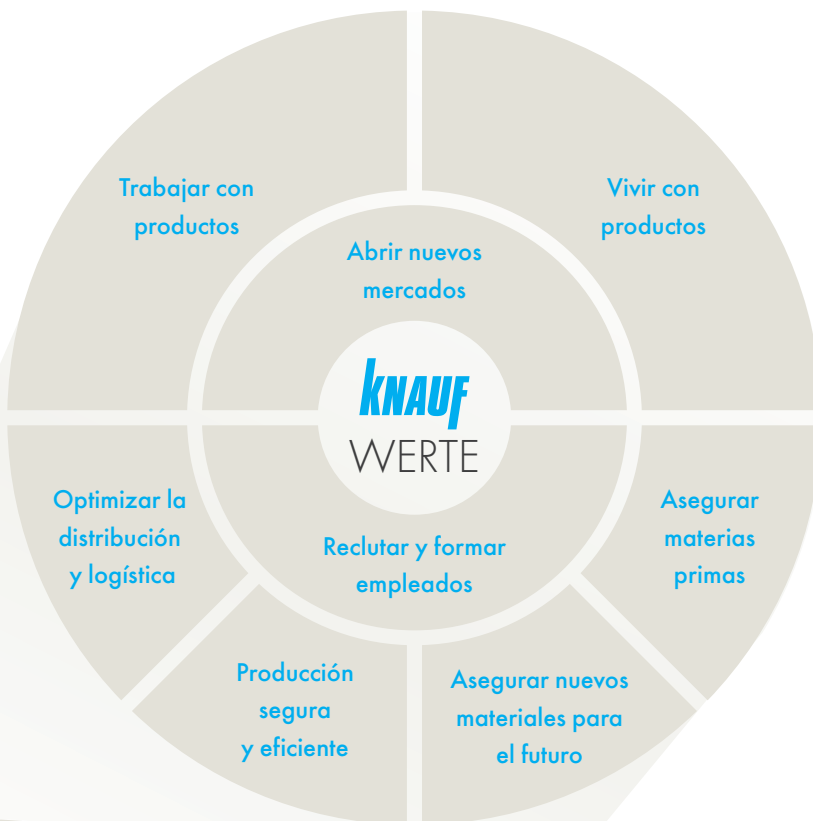 Trabajar con
productos
Vivir con
productos
Abrir nuevos
mercados
KNAUF
WERTE
Optimizar la
distribución
y logística
Reclutar y formar
empleados
Asegurar
materias
primas
Producción
segura
y eficiente
Asegurar nuevos
materiales para
el futuro